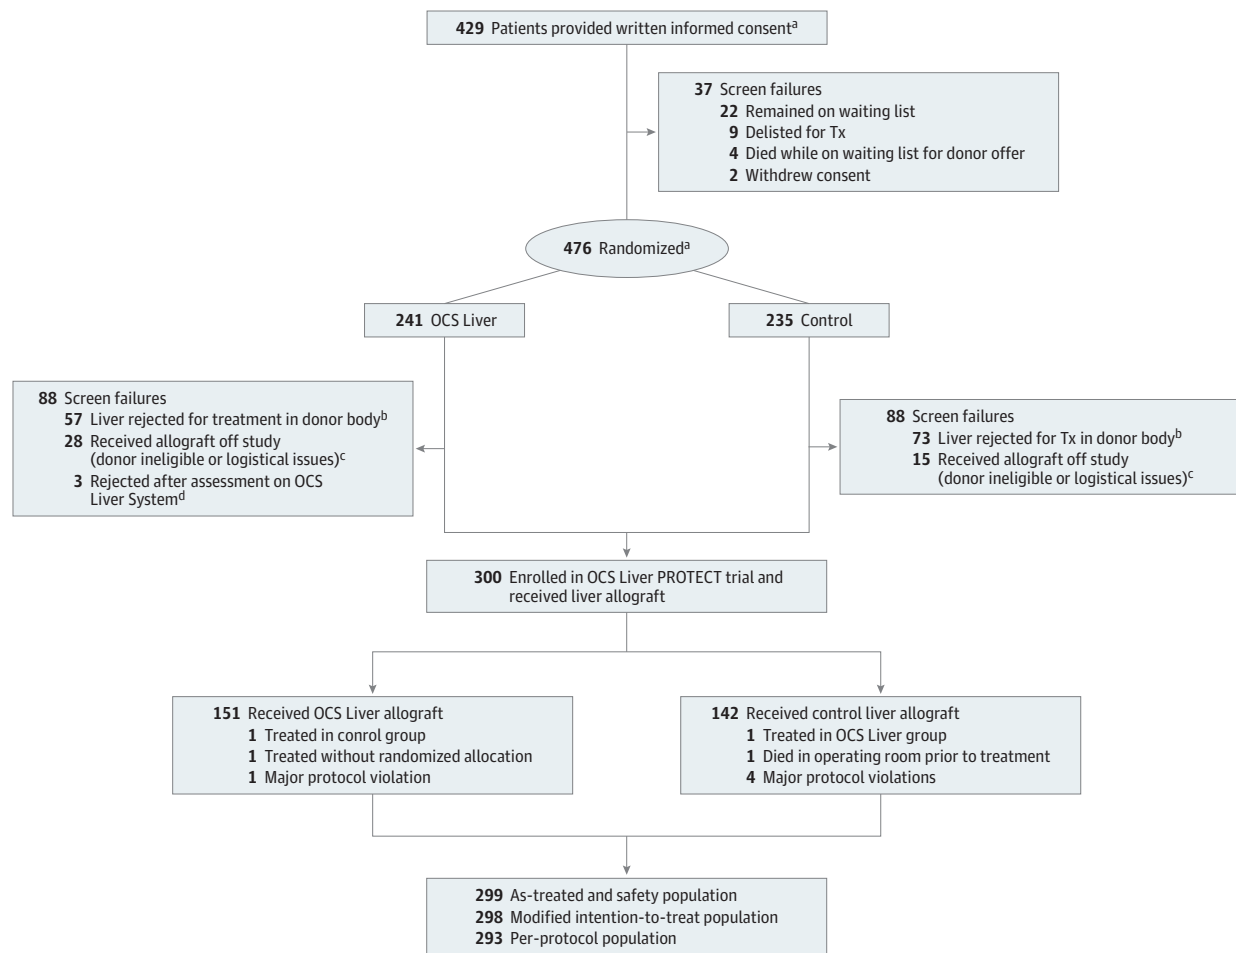 429 Patients provided written informed consentᵃ
37 Screen failures
22 Remained on waiting list
9 Delisted for Tx
4 Died while on waiting list for donor offer
2 Withdrew consent
476 Randomizedᵃ
241 OCS Liver
235 Control
88 Screen failures
57 Liver rejected for treatment in donor bodyᵇ
28 Received allograft off study
(donor ineligible or logistical issues)ᶜ
3 Rejected after assessment on OCS
Liver Systemᵈ
88 Screen failures
73 Liver rejected for Tx in donor bodyᵇ
15 Received allograft off study
(donor ineligible or logistical issues)ᶜ
300 Enrolled in OCS Liver PROTECT trial and
received liver allograft
151 Received OCS Liver allograft
1 Treated in conrol group
1 Treated without randomized allocation
1 Major protocol violation
142 Received control liver allograft
1 Treated in OCS Liver group
1 Died in operating room prior to treatment
4 Major protocol violations
299 As-treated and safety population
298 Modified intention-to-treat population
293 Per-protocol population